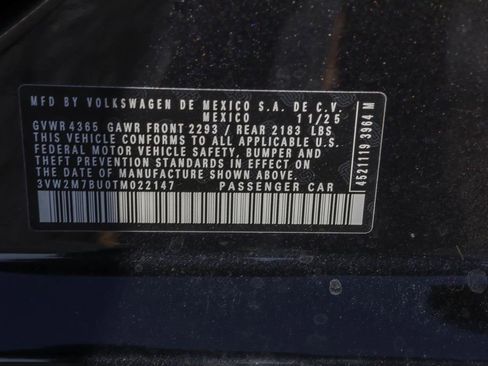 MFD BY VOLKSWAGEN DE MEXICO S.A. DE C.V.
MEXICO 11/25
GVWR 4365 GAWR FRONT 2293 / REAR 2183 LBS
THIS VEHICLE CONFORMS TO ALL APPLICABLE
FEDERAL MOTOR VEHICLE SAFETY, BUMPER AND
THEFT PREVENTION STANDARDS IN EFFECT ON
THE DATE OF MANUFACTURE SHOWN ABOVE.
3VW2M7BU0TM022147 PASSENGER CAR
4521119 3964 M